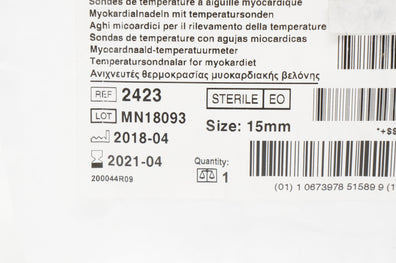 Sondes de température à aiguille myocardique
Myokardialnadeln mit temperatursonden
Aghi micoardici per il rilevamento della temperature
Sondas de temperature con agujas miocardicas
Myocardnaald-temperatuurmeter
Temperatursondnalar for myokardiet
Ανιχνευτές θερμοκρασίας μυοκαρδιακής βελόνης
REF 2423 STERILE EO
LOT MN18093 Size: 15mm
2018-04
2021-04 Quantity:
1
200044R09
(01) 1 0673978 51589 9 (1
*+$$